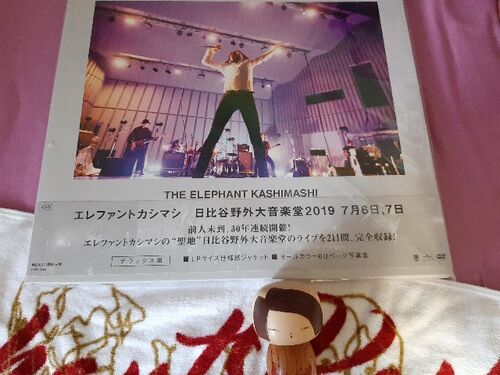 THE ELEPHANT KASHIMASHI
エレファントカシマシ 日比谷野外大音楽堂2019 7月6日,7日
前人未到、30年連続開催!
エレファントカシマシの"聖地"日比谷野外大音楽堂のライブを2日間、完全収録!
デラックス盤 ■LPサイズ仕様紙ジャケット ■オールカラー60ページ写真集